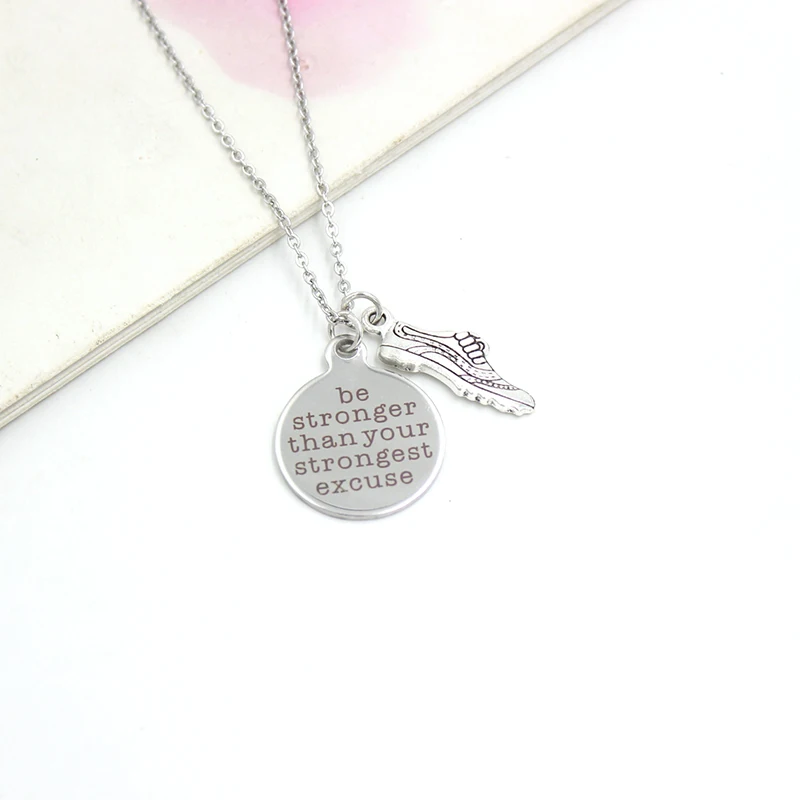 be
stronger
than your
strongest
excuse